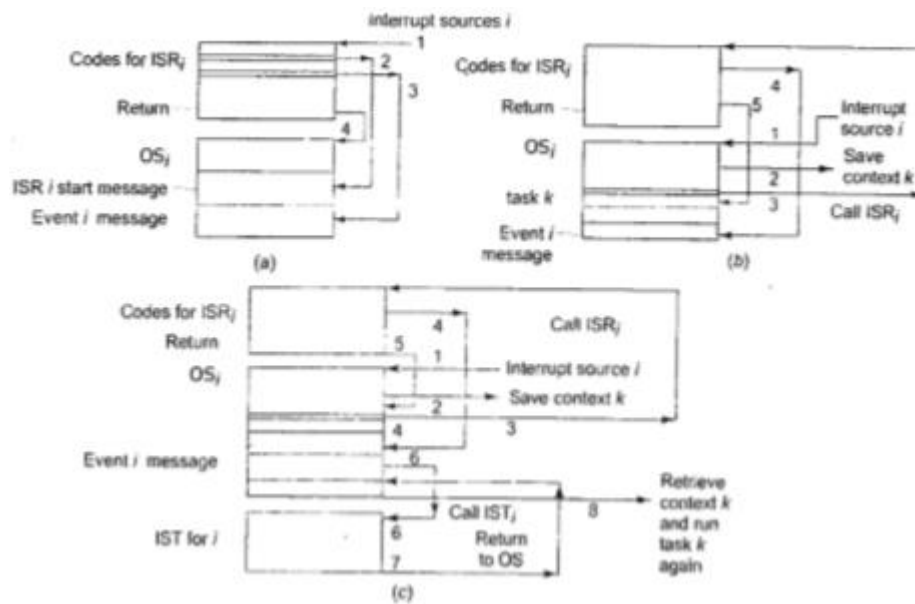 interrupt sources i
1
Codes for ISRi
2
3
Return
4
OSi
ISR i start message
Event i message
(a)
Codes for ISRi
4
Return
5
1
Interrupt
source i
OSi
Save
context k
2
task k
3
Call ISRi
Event i
message
(b)
Codes for ISRi
4
Call ISRi
Return
5
1
Interrupt source i
OSi
Save context k
2
3
4
Event i message
6
Call ISTi
8
Retrieve
context k
and run
task k
again
IST for i
6
Return
to OS
7
(c)